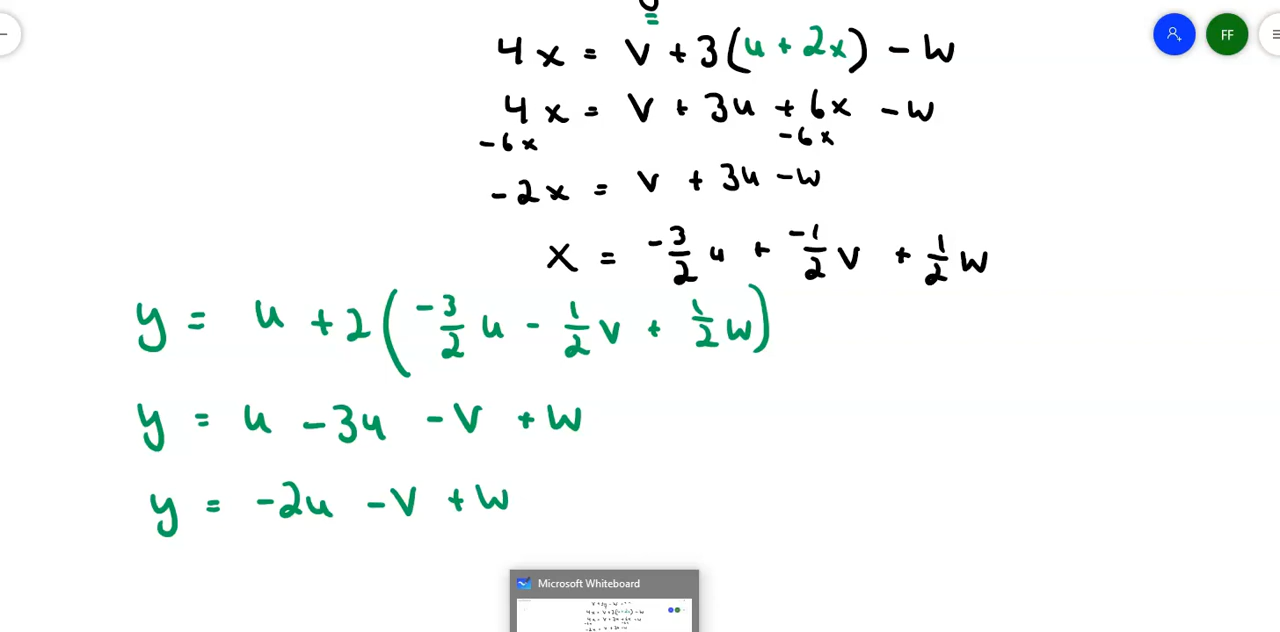 FF
4x = v + 3(u + 2x) - w
4x = v + 3u + 6x - w
-6x -6x
-2x = v + 3u - w
x = -3/2 u + -1/2 v + 1/2 w
y = u + 2(-3/2 u - 1/2 v + 1/2 w)
y = u - 3u - v + w
y = -2u - v + w
Microsoft Whiteboard